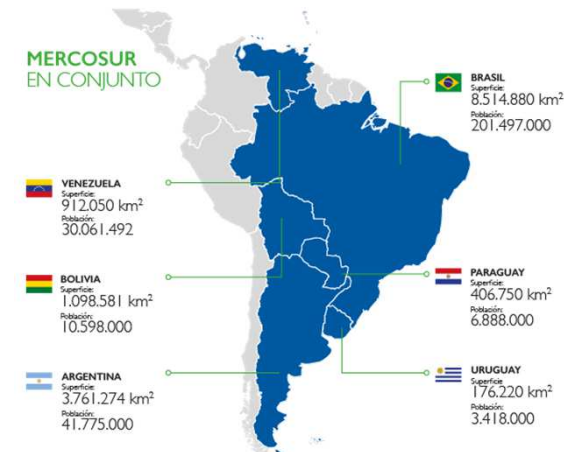 MERCOSUR
EN CONJUNTO
BRASIL
Superficie:
8.514.880 km²
Población:
201.497.000
VENEZUELA
Superficie:
912.050 km²
Población:
30.061.492
BOLIVIA
Superficie:
1.098.581 km²
Población:
10.598.000
PARAGUAY
Superficie:
406.750 km²
Población:
6.888.000
ARGENTINA
Superficie:
3.761.274 km²
Población:
41.775.000
URUGUAY
Superficie
176.220 km²
Población:
3.418.000